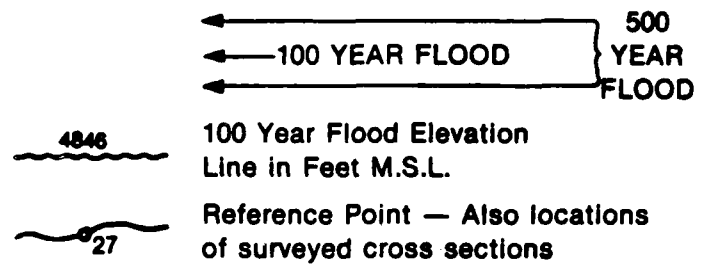 500
100 YEAR FLOOD YEAR
FLOOD
4846
100 Year Flood Elevation
Line in Feet M.S.L.
27
Reference Point — Also locations
of surveyed cross sections